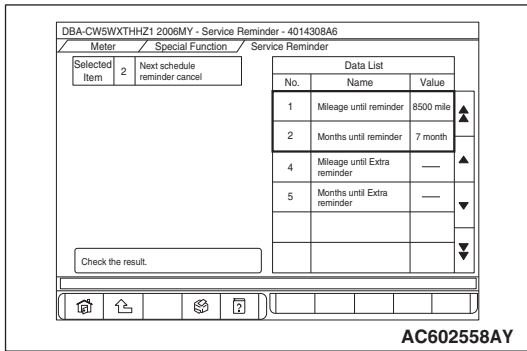 DBA-CW5WXTHHZ1 2006MY - Service Reminder - 4014308A6
Meter Special Function Service Reminder
Selected Item 2 Next schedule reminder cancel
Data List
No. Name Value
1 Mileage until reminder 8500 mile
2 Months until reminder 7 month
4 Mileage until Extra reminder —
5 Months until Extra reminder —
Check the result.
?
AC602558AY